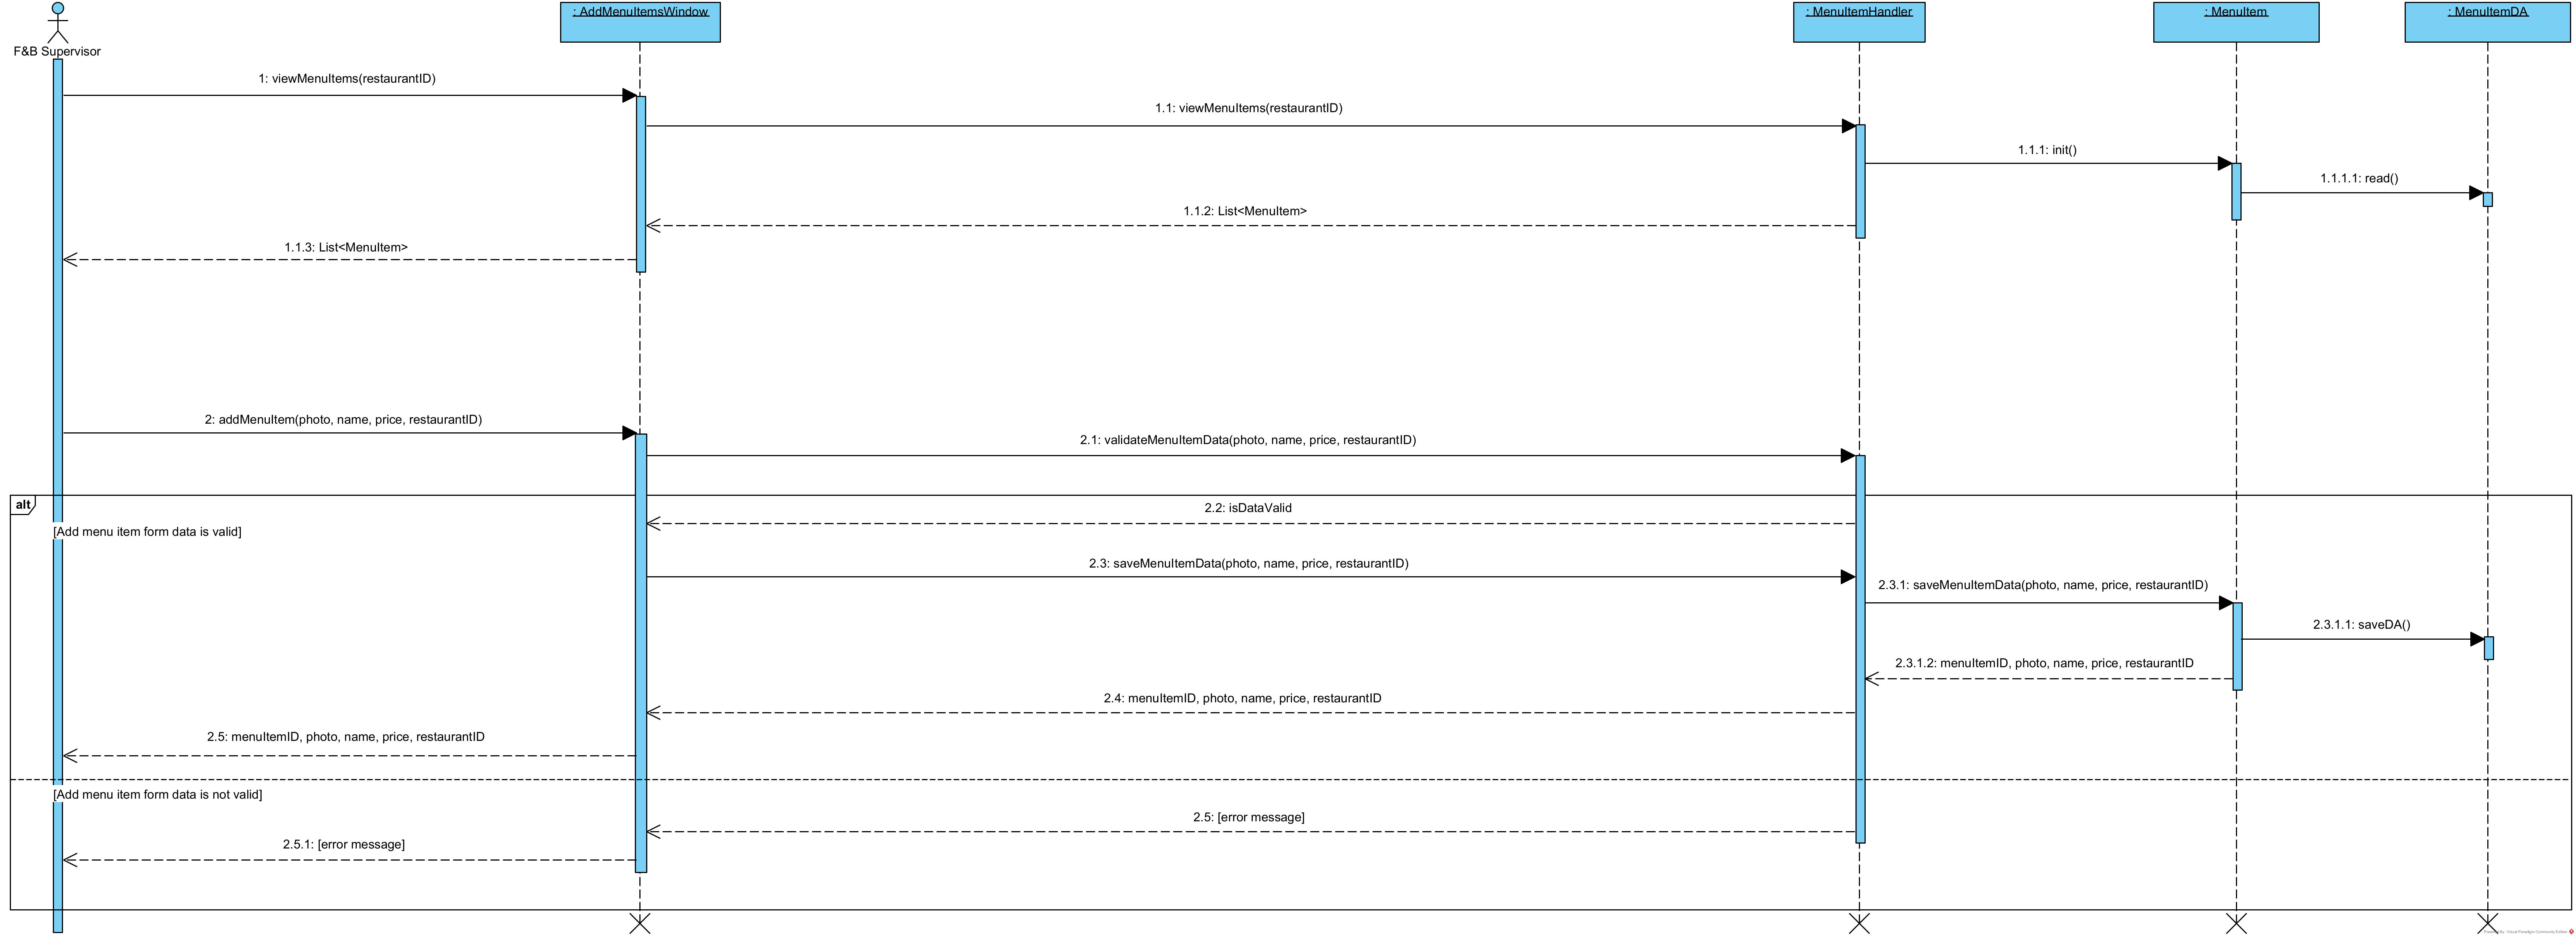 F&B Supervisor
: AddMenuItemsWindow
: MenuItemHandler
: MenuItem
: MenuItemDA
1: viewMenuItems(restaurantID)
1.1: viewMenuItems(restaurantID)
1.1.1: init()
1.1.1.1: read()
1.1.2: List<MenuItem>
1.1.3: List<MenuItem>
2: addMenuItem(photo, name, price, restaurantID)
2.1: validateMenuItemData(photo, name, price, restaurantID)
alt
[Add menu item form data is valid]
2.2: isDataValid
2.3: saveMenuItemData(photo, name, price, restaurantID)
2.3.1: saveMenuItemData(photo, name, price, restaurantID)
2.3.1.1: saveDA()
2.3.1.2: menuItemID, photo, name, price, restaurantID
2.4: menuItemID, photo, name, price, restaurantID
2.5: menuItemID, photo, name, price, restaurantID
[Add menu item form data is not valid]
2.5: [error message]
2.5.1: [error message]
Visual Paradigm Community Edition